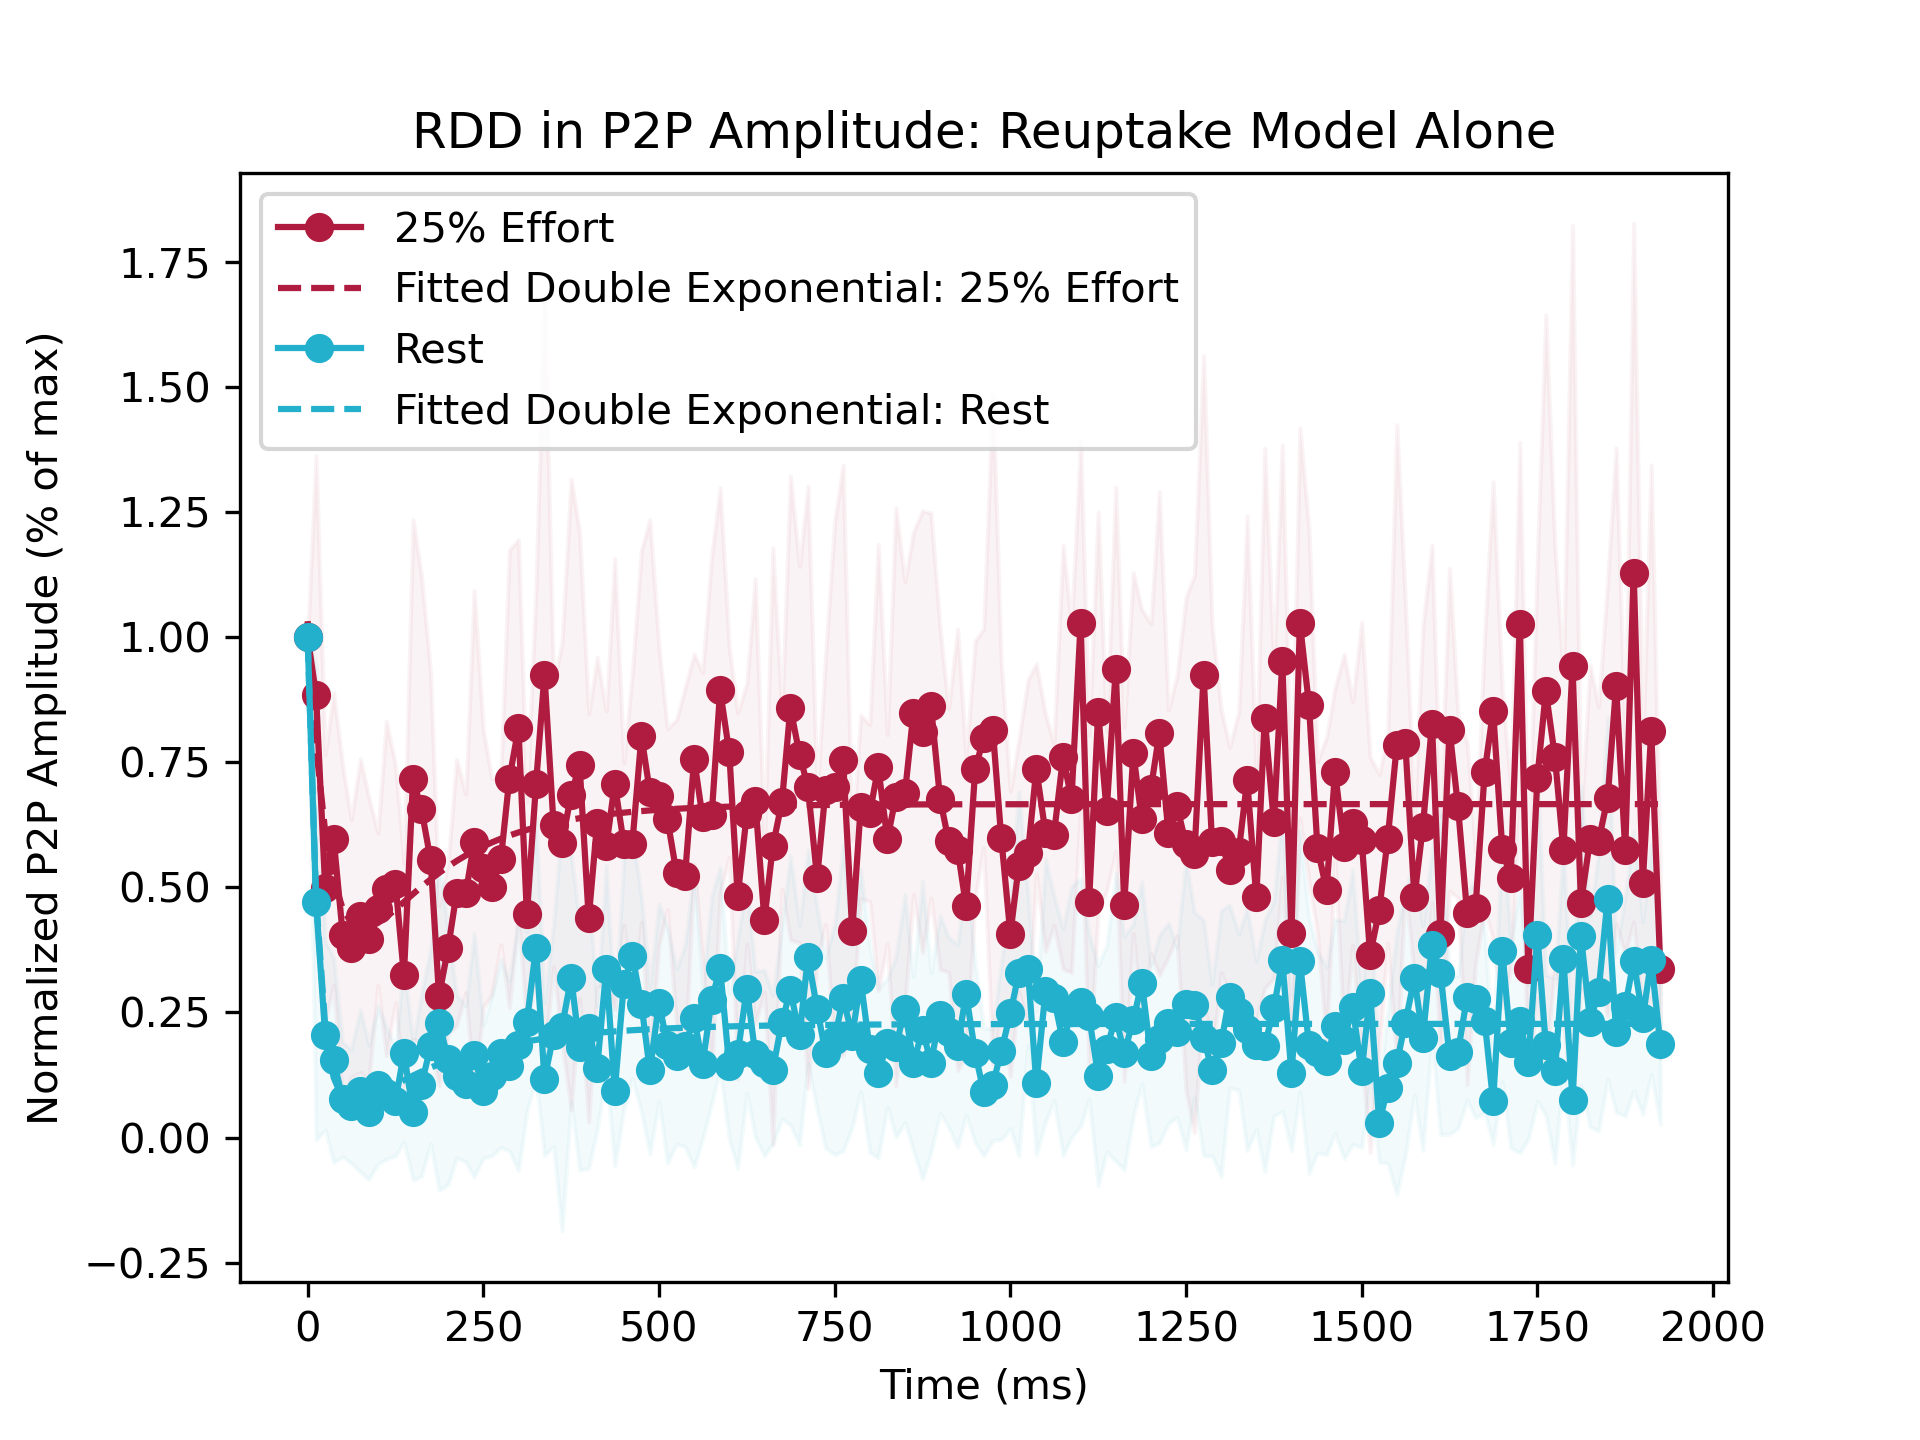 RDD in P2P Amplitude: Reuptake Model Alone
25% Effort
Fitted Double Exponential: 25% Effort
Rest
Fitted Double Exponential: Rest
Normalized P2P Amplitude (% of max)
1.75
1.50
1.25
1.00
0.75
0.50
0.25
0.00
−0.25
0 250 500 750 1000 1250 1500 1750 2000
Time (ms)